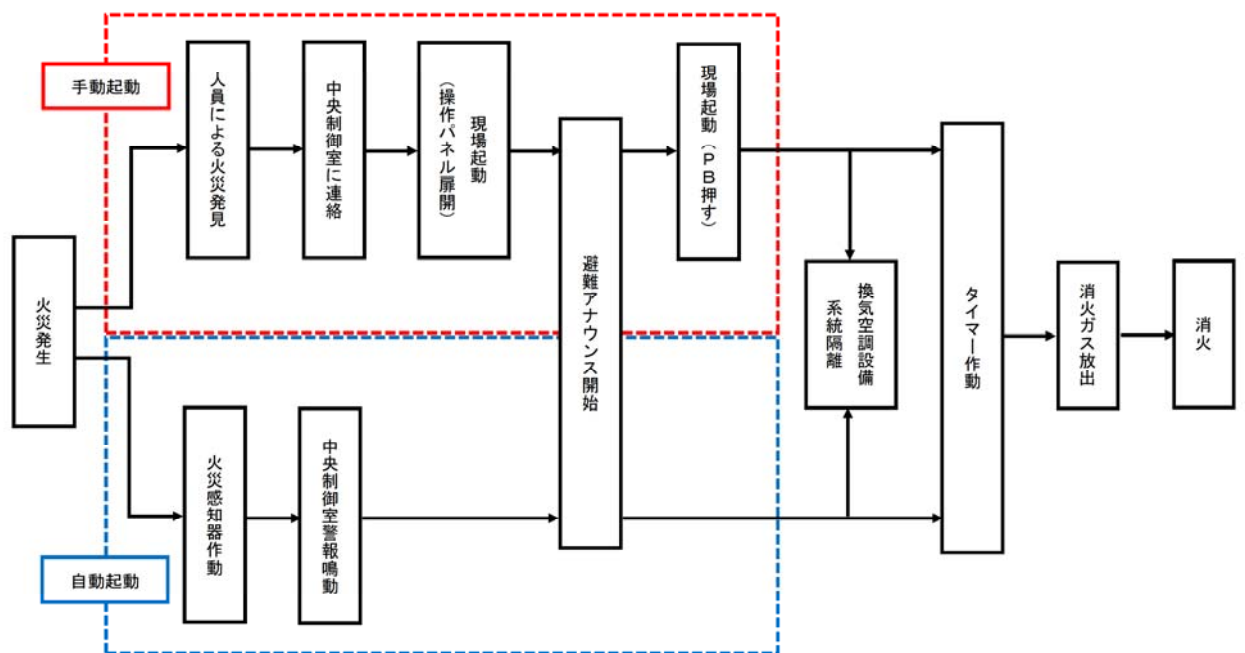 手動起動
人員による火災発見
中央制御室に連絡
現場起動
（操作パネル扉開）
避難アナウンス開始
現場起動（ＰＢ押す）
火災発生
換気空調設備
系統隔離
タイマー作動
消火ガス放出
消火
火災感知器作動
中央制御室警報鳴動
自動起動